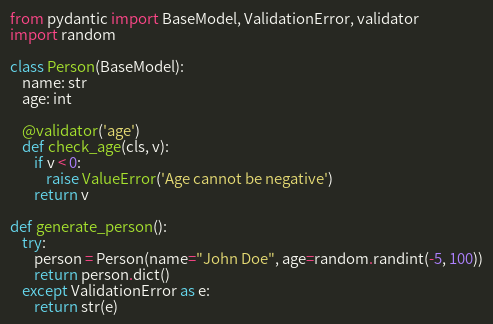 from pydantic import BaseModel, ValidationError, validator
import random

class Person(BaseModel):
    name: str
    age: int

    @validator('age')
    def check_age(cls, v):
        if v < 0:
            raise ValueError('Age cannot be negative')
        return v

def generate_person():
    try:
        person = Person(name="John Doe", age=random.randint(-5, 100))
        return person.dict()
    except ValidationError as e:
        return str(e)